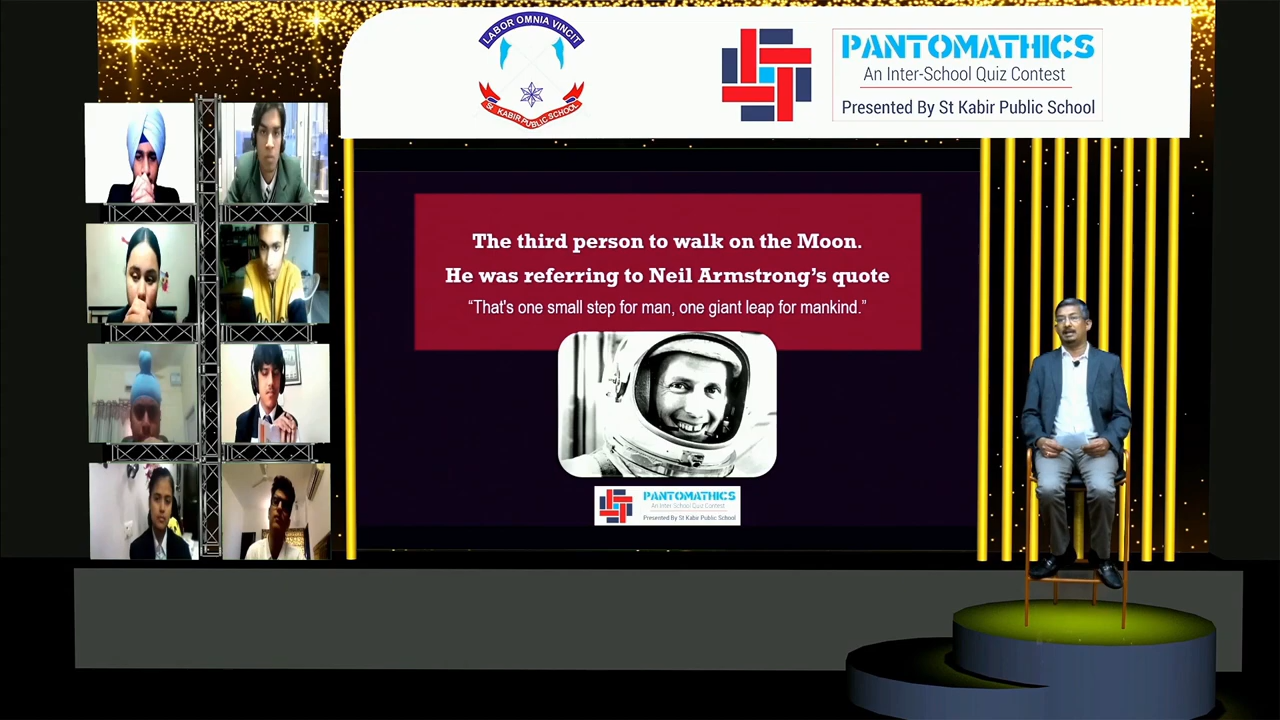 LABOR OMNIA VINCIT
St KABIR PUBLIC SCHOOL
PANTOMATHICS
An Inter-School Quiz Contest
Presented By St Kabir Public School
The third person to walk on the Moon.
He was referring to Neil Armstrong’s quote
“That's one small step for man, one giant leap for mankind.”
PANTOMATHICS
An Inter School Quiz Contest
Presented By St Kabir Public School